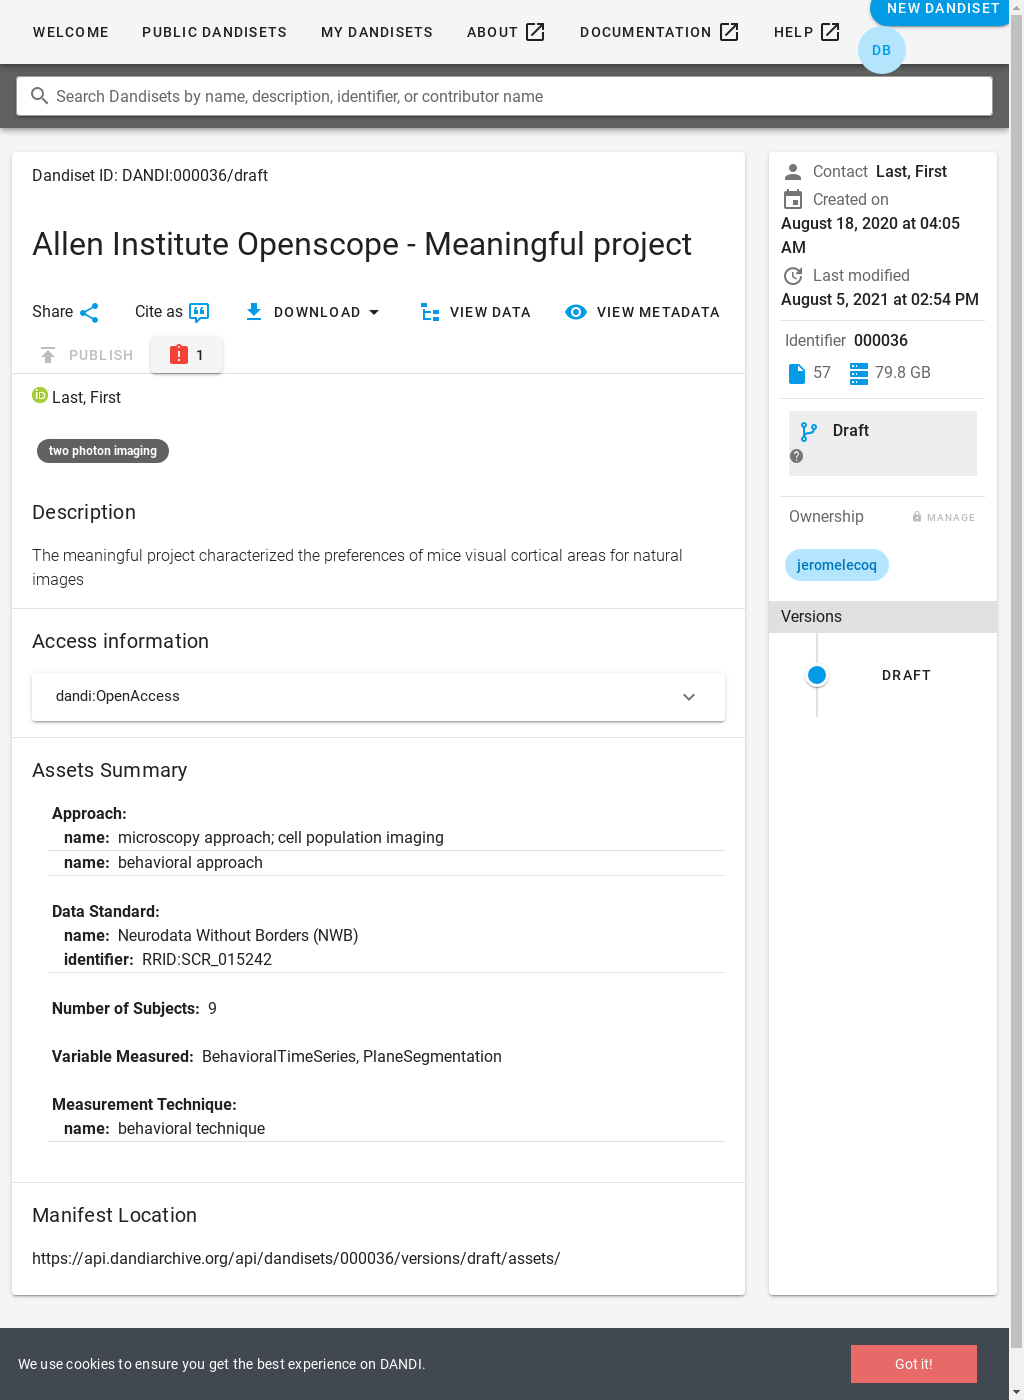 WELCOME PUBLIC DANDISETS MY DANDISETS ABOUT DOCUMENTATION HELP NEW DANDISET
DB
Search Dandisets by name, description, identifier, or contributor name
Dandiset ID: DANDI:000036/draft
Allen Institute Openscope - Meaningful project
Share Cite as DOWNLOAD VIEW DATA VIEW METADATA
PUBLISH 1
iD Last, First
two photon imaging
Description
The meaningful project characterized the preferences of mice visual cortical areas for natural
images
Access information
dandi:OpenAccess
Assets Summary
Approach:
name: microscopy approach; cell population imaging
name: behavioral approach
Data Standard:
name: Neurodata Without Borders (NWB)
identifier: RRID:SCR_015242
Number of Subjects: 9
Variable Measured: BehavioralTimeSeries, PlaneSegmentation
Measurement Technique:
name: behavioral technique
Manifest Location
https://api.dandiarchive.org/api/dandisets/000036/versions/draft/assets/
Contact Last, First
Created on
August 18, 2020 at 04:05
AM
Last modified
August 5, 2021 at 02:54 PM
Identifier 000036
57 79.8 GB
Draft
?
Ownership MANAGE
jeromelecoq
Versions
DRAFT
We use cookies to ensure you get the best experience on DANDI.
Got it!